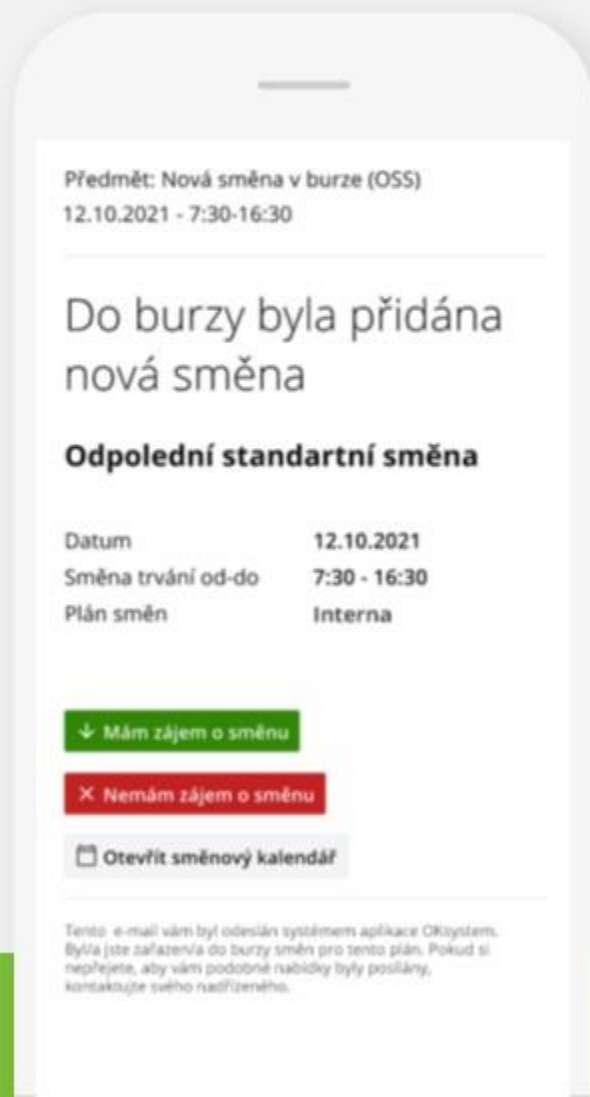 Předmět: Nová směna v burze (OSS)
12.10.2021 - 7:30-16:30
Do burzy byla přidána
nová směna
Odpolední standartní směna
Datum 12.10.2021
Směna trvání od-do 7:30 - 16:30
Plán směn Interna
Mám zájem o směnu
Nemám zájem o směnu
Otevřít směnový kalendář
Tento e-mail vám byl odeslán systémem aplikace OKsystem.
Byl/a jste zařazen/a do burzy směn pro tento plán. Pokud si
nepřejete, aby vám podobné nabídky byly posílány,
kontaktujte svého nadřízeného.